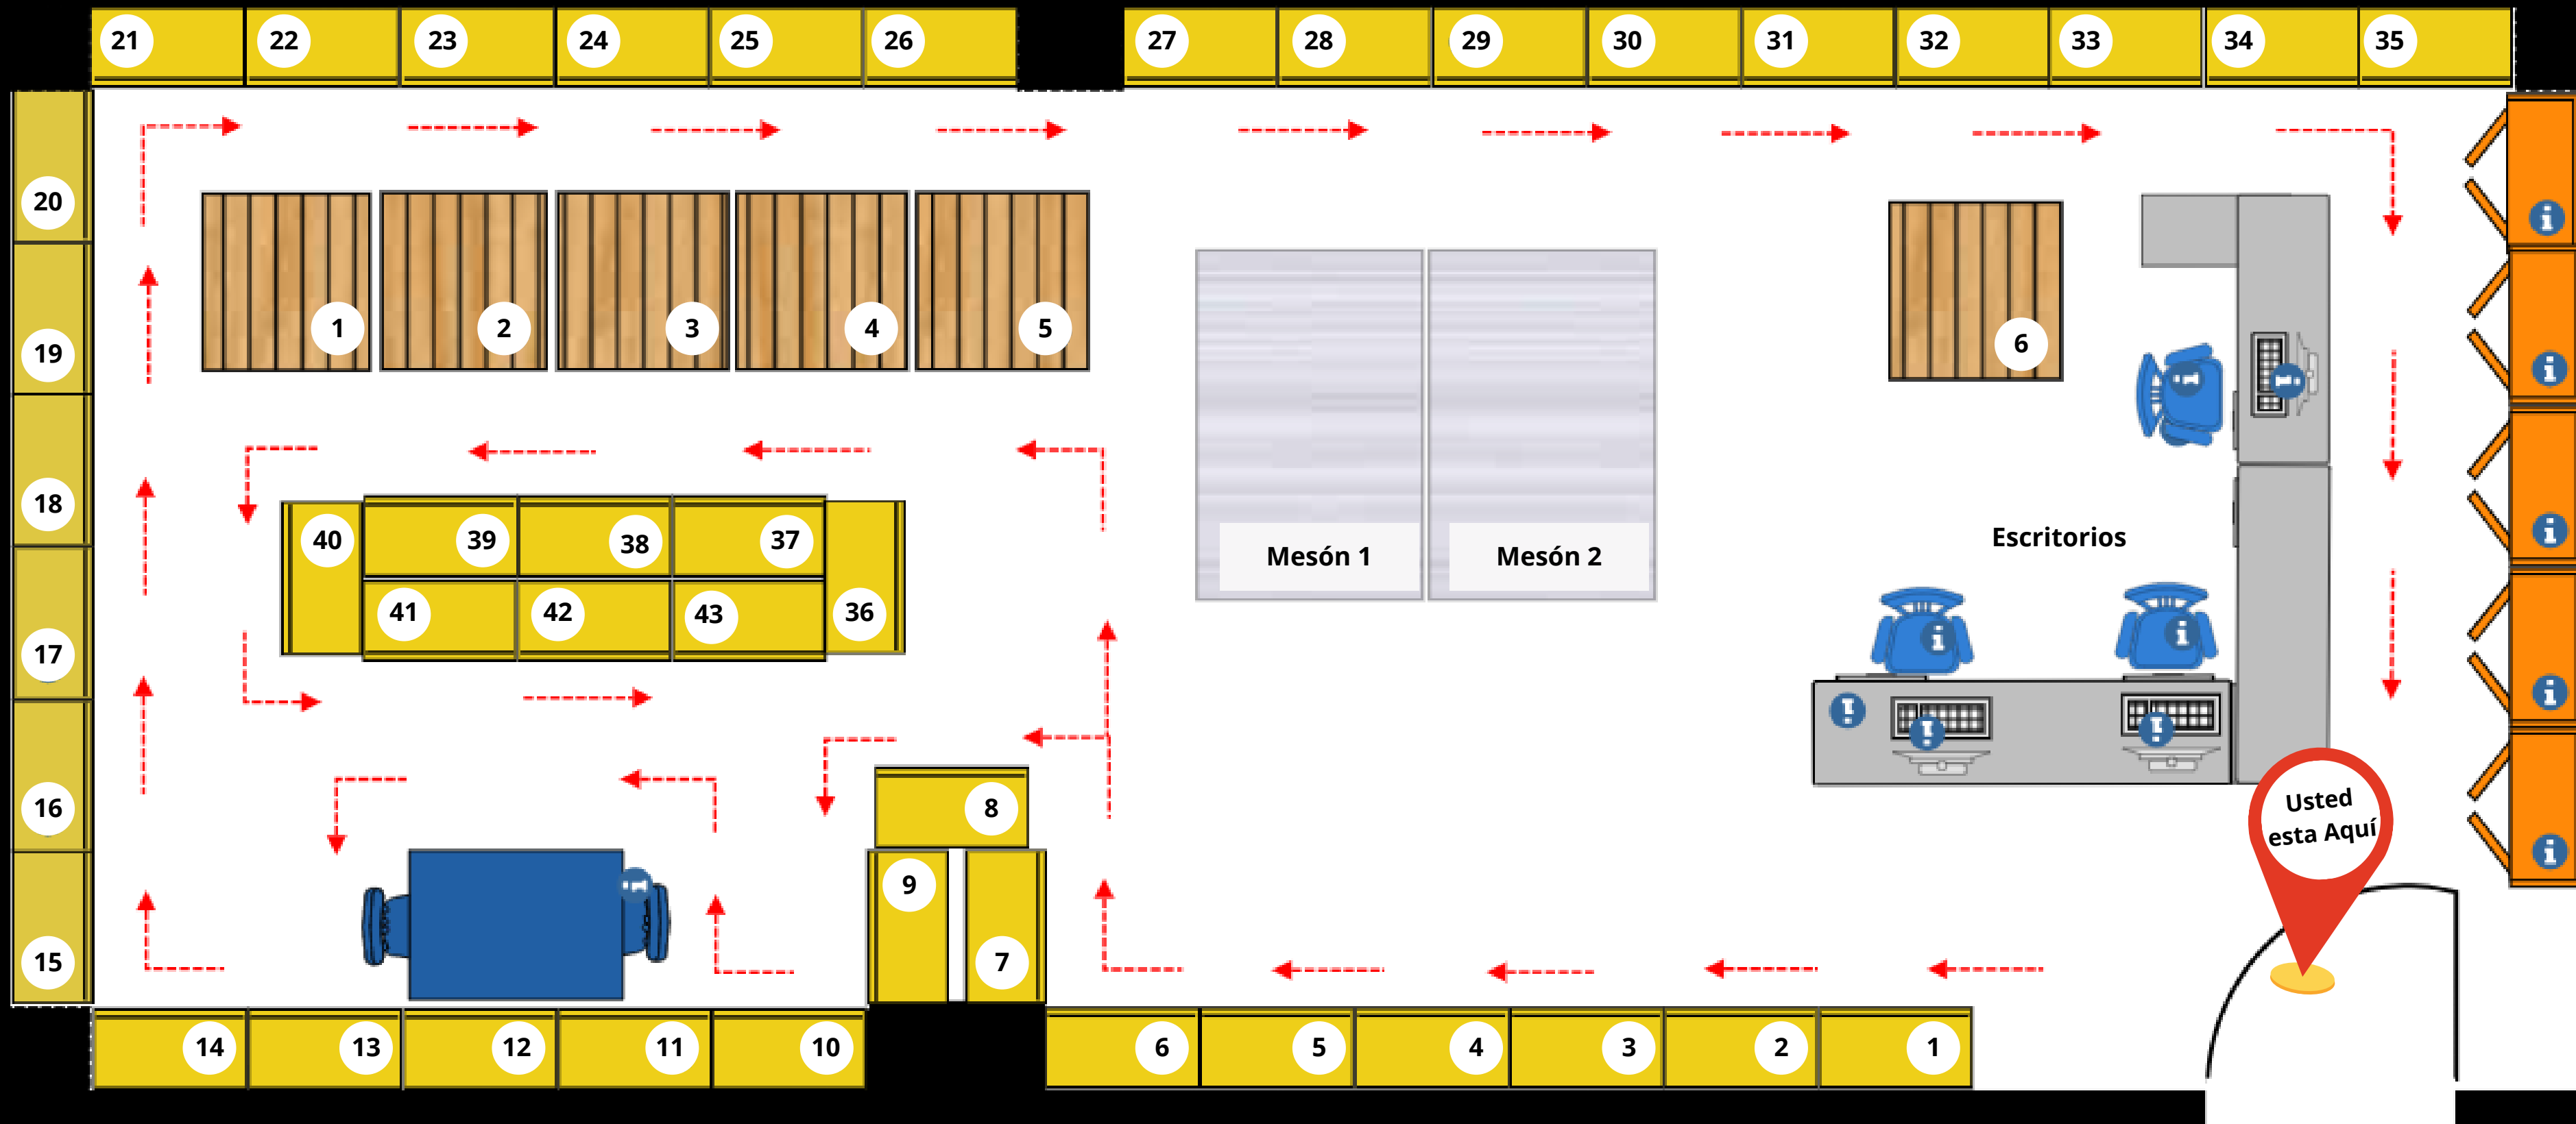 21 22 23 24 25 26 27 28 29 30 31 32 33 34 35
20
19
18
17
16
15
1 2 3 4 5
6
Mesón 1 Mesón 2
Escritorios
40 39 38 37
41 42 43 36
8
9
7
Usted
esta Aquí
14 13 12 11 10 6 5 4 3 2 1
i
i
i
i
i
i
i
i
i
!
!
!
!